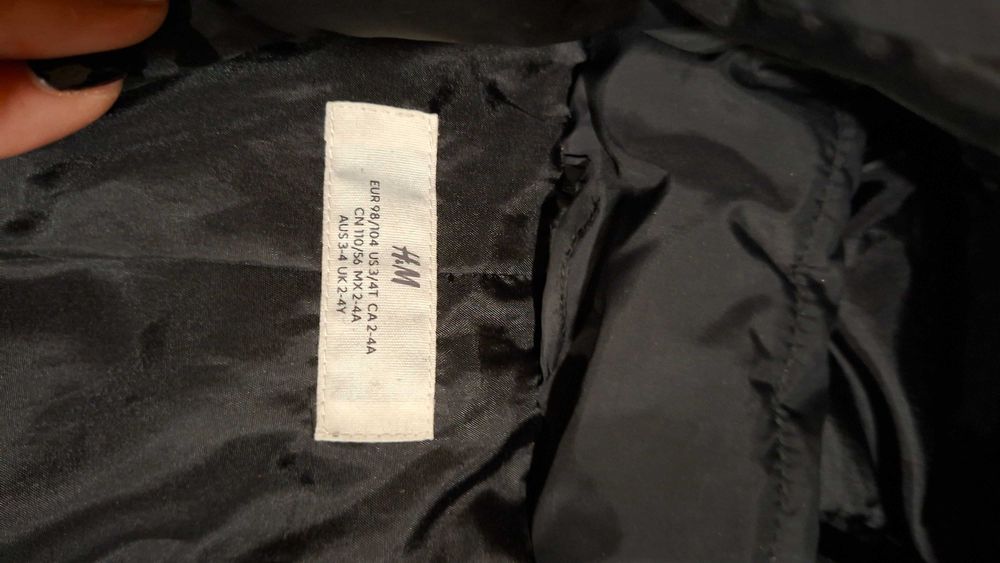 H&M
EUR 98/104 US 3/4T CA 2-4A
CN 110/56 MX 2-4A
AUS 3-4 UK 2-4Y